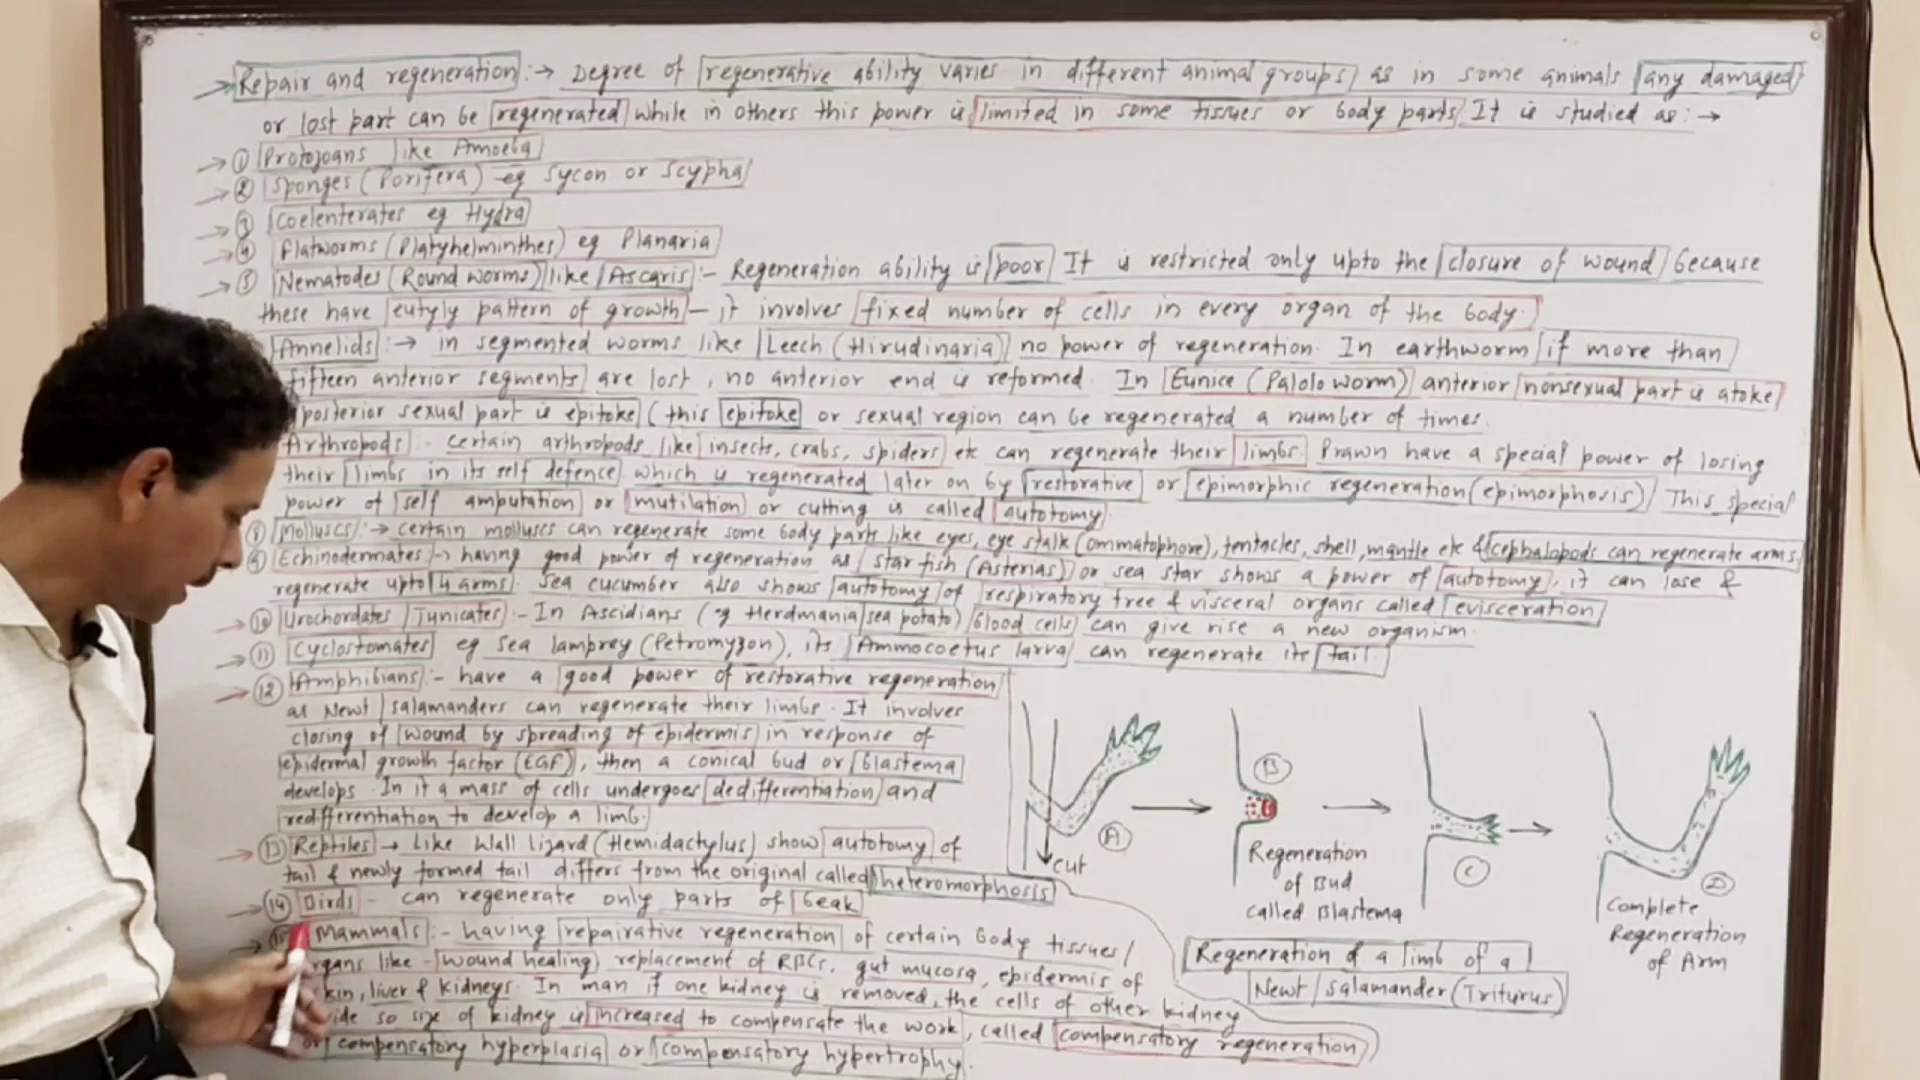 Repair and regeneration :→ Degree of regenerative ability varies in different animal groups as in some animals any damaged
or lost part can be regenerated while in others this power is limited in some tissues or body parts. It is studied as :→
① Protozoans like Amoeba
② Sponges (Porifera) eg Sycon or Scypha
③ Coelenterates eg Hydra
④ Flatworms (Platyhelminthes) eg Planaria
⑤ Nematodes (Round worms) like Ascaris :- Regeneration ability is poor It is restricted only upto the closure of wound because
these have eutyly pattern of growth – it involves fixed number of cells in every organ of the body.
Annelids :→ in segmented worms like Leech (Hirudinaria) no power of regeneration. In earthworm if more than
fifteen anterior segments are lost, no anterior end is reformed. In Eunice (Palolo worm) anterior nonsexual part is atoke
posterior sexual part is epitoke (this epitoke or sexual region can be regenerated a number of times.
Arthropods :- certain arthropods like insects, crabs, spiders etc can regenerate their limbs. Prawn have a special power of losing
their limbs in its self defence which is regenerated later on by restorative or epimorphic regeneration (epimorphosis) This special
power of self amputation or mutilation or cutting is called autotomy
⑧ Molluscs :→ certain molluscs can regenerate some body parts like eyes, eye stalk (ommatophore), tentacles, shell, mantle etc & cephalopods can regenerate arms
⑨ Echinodermates :→ having good power of regeneration as star fish (Asterias) or sea star shows a power of autotomy, it can lose &
regenerate upto 4 arms. Sea cucumber also shows autotomy of respiratory tree & visceral organs called evisceration
⑩ Urochordates Tunicates :- In Ascidians (eg Herdmania sea potato) blood cells can give rise a new organism.
⑪ Cyclostomates eg sea lamprey (Petromyzon), its Ammocoetus larva can regenerate its tail.
⑫ Amphibians :- have a good power of restorative regeneration
as Newt / salamanders can regenerate their limbs. It involves
closing of wound by spreading of epidermis in response of
epidermal growth factor (EGF), then a conical bud or blastema
develops. In it a mass of cells undergoes dedifferentiation and
redifferentiation to develop a limb.
⑬ Reptiles → Like Wall lizard (Hemidactylus) show autotomy of
tail & newly formed tail differs from the original called heteromorphosis
⑭ Birds - can regenerate only parts of beak
Mammals :- having repairative regeneration of certain body tissues /
rgans like - wound healing, replacement of RBCs, gut mucosa, epidermis of
kin, liver & kidneys. In man if one kidney is removed, the cells of other kidney
vide so size of kidney is increased to compensate the work, called compensatory regeneration
or compensatory hyperplasia or compensatory hypertrophy.
cut
A
B
Regeneration
of Bud
called Blastema
C
D
Complete
Regeneration
of Arm
Regeneration of a limb of a
Newt / salamander (Triturus)